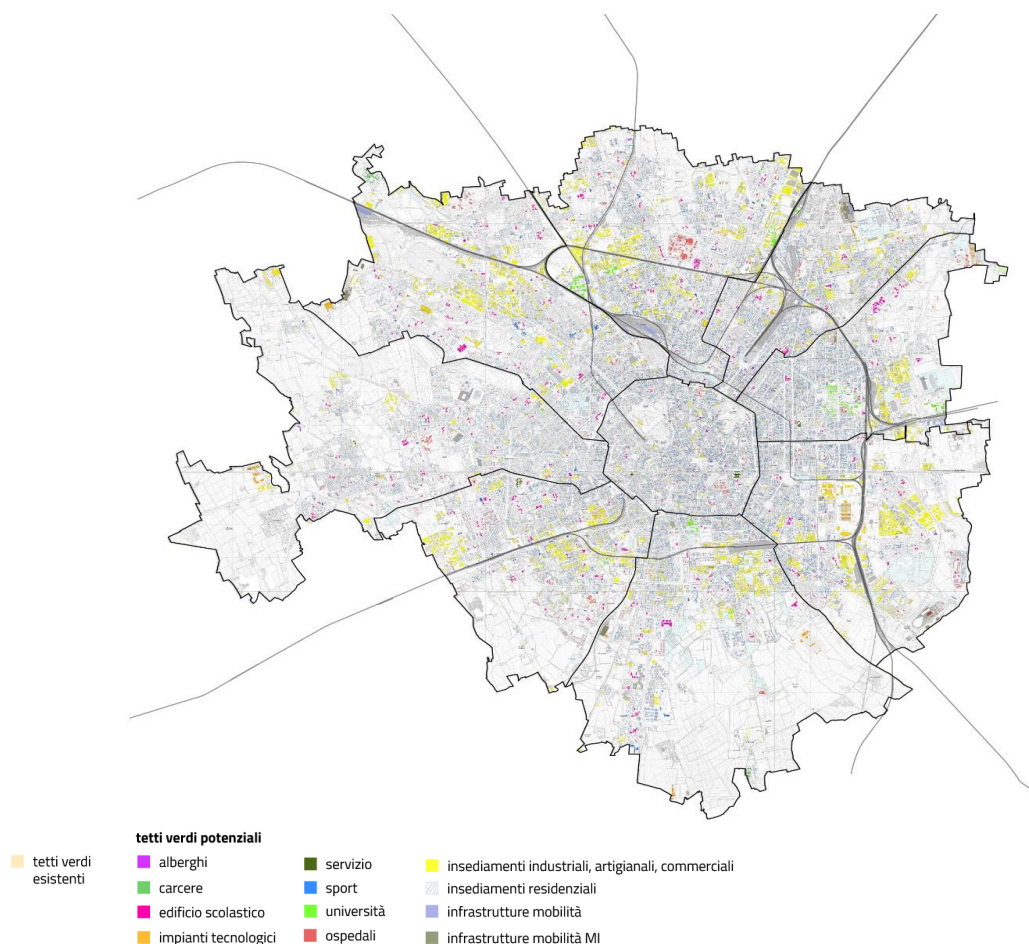 tetti verdi potenziali
tetti verdi
esistenti
alberghi
carcere
edificio scolastico
impianti tecnologici
servizio
sport
università
ospedali
insediamenti industriali, artigianali, commerciali
insediamenti residenziali
infrastrutture mobilità
infrastrutture mobilità MI